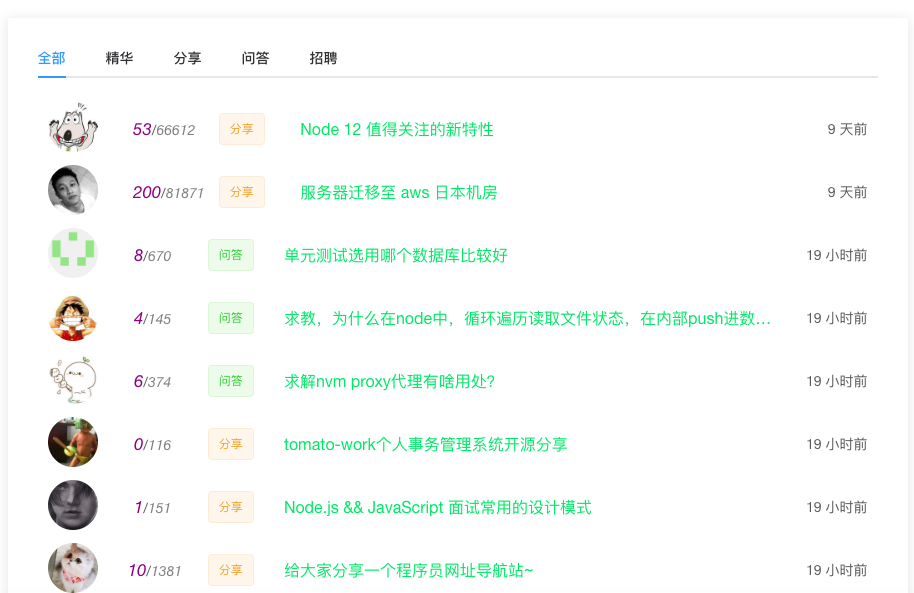 全部 精华 分享 问答 招聘
53/66612 分享 Node 12 值得关注的新特性 9 天前
200/81871 分享 服务器迁移至 aws 日本机房 9 天前
8/670 问答 单元测试选用哪个数据库比较好 19 小时前
4/145 问答 求教，为什么在node中，循环遍历读取文件状态，在内部push进数… 19 小时前
6/374 问答 求解nvm proxy代理有啥用处? 19 小时前
0/116 分享 tomato-work个人事务管理系统开源分享 19 小时前
1/151 分享 Node.js && JavaScript 面试常用的设计模式 19 小时前
10/1381 分享 给大家分享一个程序员网址导航站~ 19 小时前